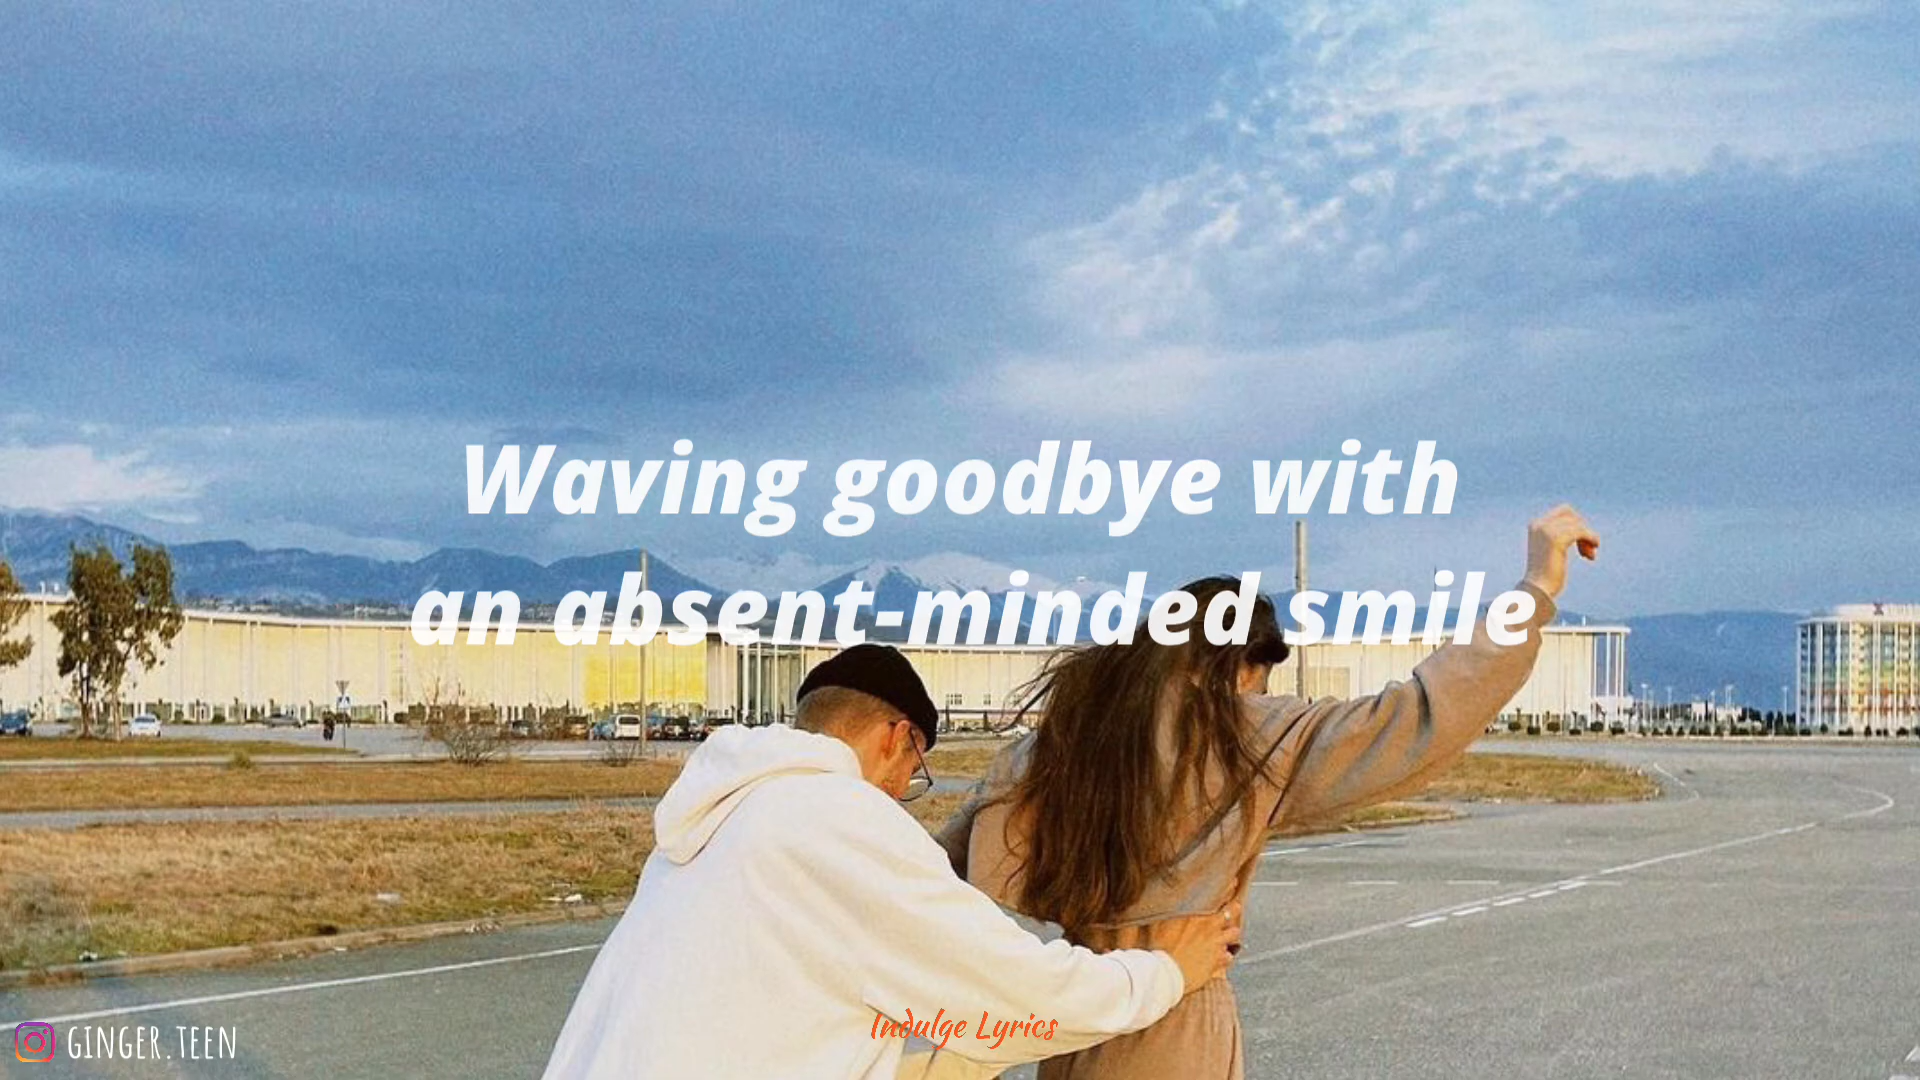 Waving goodbye with
an absent-minded smile
Indulge Lyrics
GINGER.TEEN